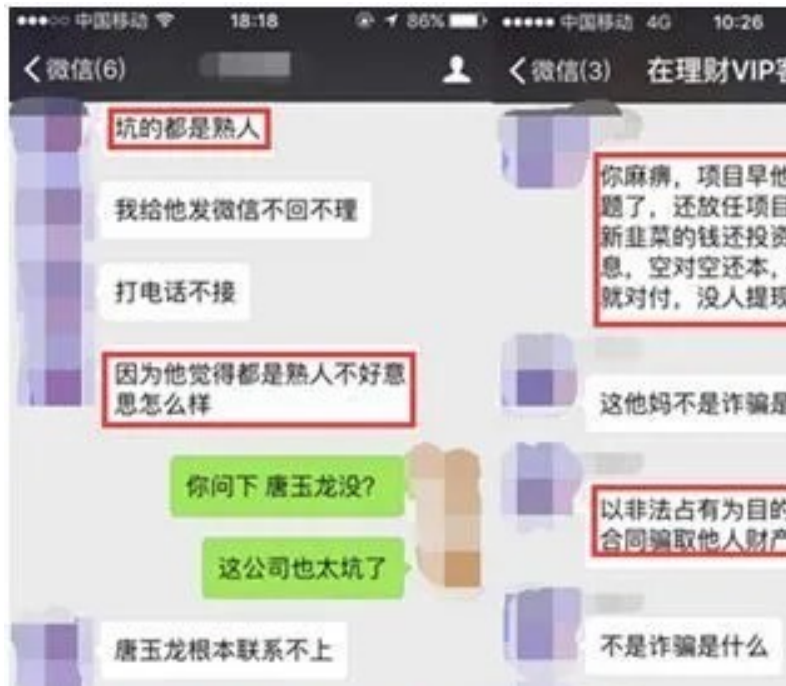 中国移动
18:18
86%
微信(6)
坑的都是熟人
我给他发微信不回不理
打电话不接
因为他觉得都是熟人不好意
思怎么样
你问下 唐玉龙没?
这公司也太坑了
唐玉龙根本联系不上
中国移动 4G 10:26
微信(3) 在理财VIP客
你麻痹，项目早他
题了，还放任项目
新韭菜的钱还投资
息，空对空还本，
就对付，没人提现
这他妈不是诈骗是
以非法占有为目的
合同骗取他人财产
不是诈骗是什么